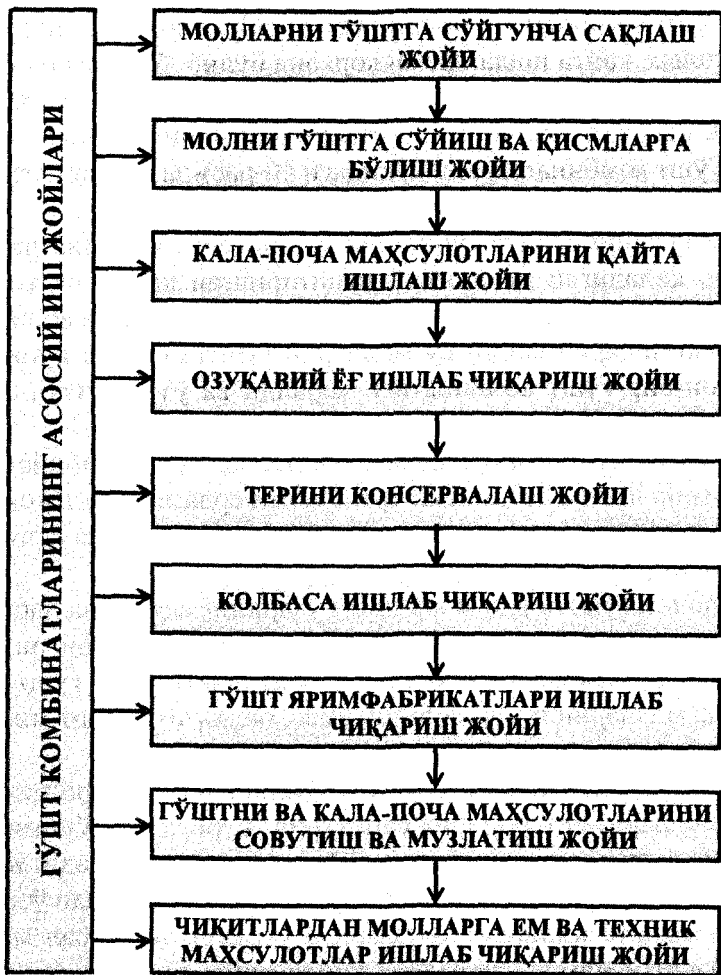 ГЎШТ КОМБИНАТЛАРИНИНГ АСОСИЙ ИШ ЖОЙЛАРИ
МОЛЛАРНИ ГЎШТГА СЎЙГУНЧА САҚЛАШ
ЖОЙИ
МОЛНИ ГЎШТГА СЎЙИШ ВА ҚИСМЛАРГА
БЎЛИШ ЖОЙИ
КАЛА-ПОЧА МАҲСУЛОТЛАРИНИ ҚАЙТА
ИШЛАШ ЖОЙИ
ОЗУҚАВИЙ ЁҒ ИШЛАБ ЧИҚАРИШ ЖОЙИ
ТЕРИНИ КОНСЕРВАЛАШ ЖОЙИ
КОЛБАСА ИШЛАБ ЧИҚАРИШ ЖОЙИ
ГЎШТ ЯРИМФАБРИКАТЛАРИ ИШЛАБ
ЧИҚАРИШ ЖОЙИ
ГЎШТНИ ВА КАЛА-ПОЧА МАҲСУЛОТЛАРИНИ
СОВУТИШ ВА МУЗЛАТИШ ЖОЙИ
ЧИҚИТЛАРДАН МОЛЛАРГА ЕМ ВА ТЕХНИК
МАҲСУЛОТЛАР ИШЛАБ ЧИҚАРИШ ЖОЙИ